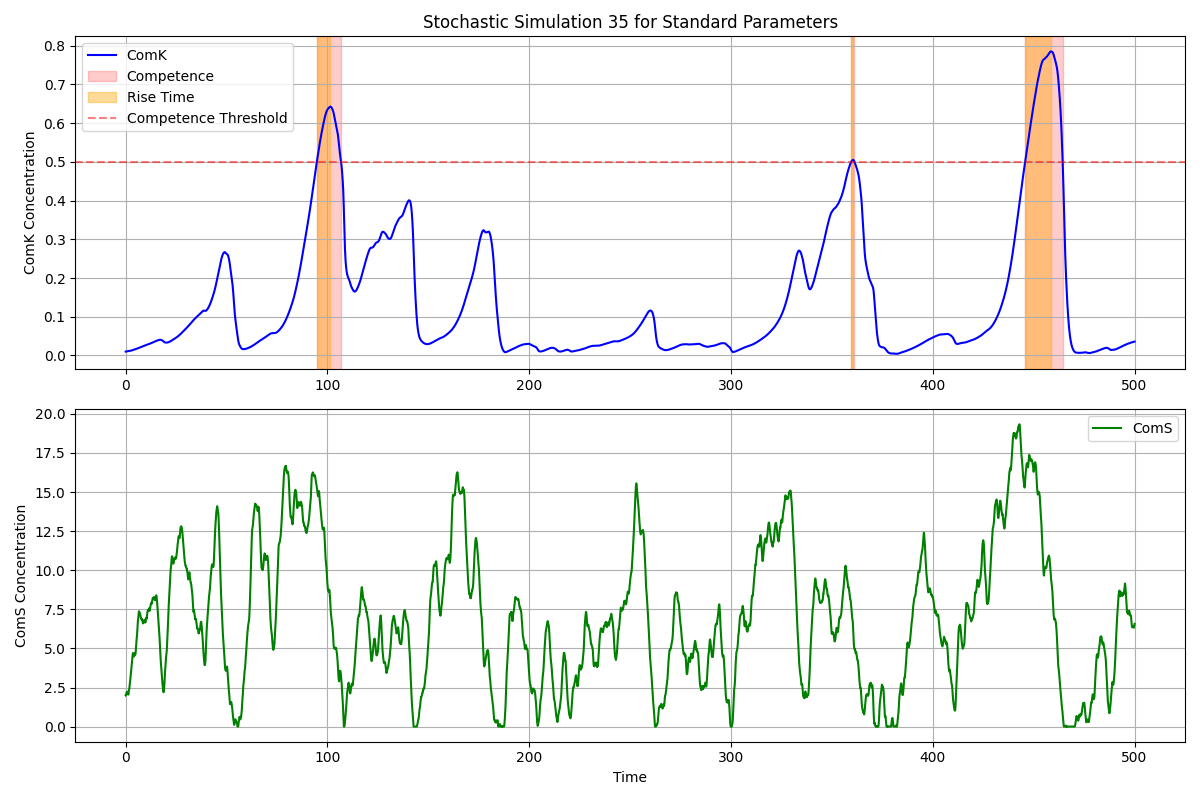 Stochastic Simulation 35 for Standard Parameters
ComK
Competence
Rise Time
Competence Threshold
ComK Concentration
0.8
0.7
0.6
0.5
0.4
0.3
0.2
0.1
0.0
0 100 200 300 400 500
ComS
ComS Concentration
20.0
17.5
15.0
12.5
10.0
7.5
5.0
2.5
0.0
0 100 200 300 400 500
Time